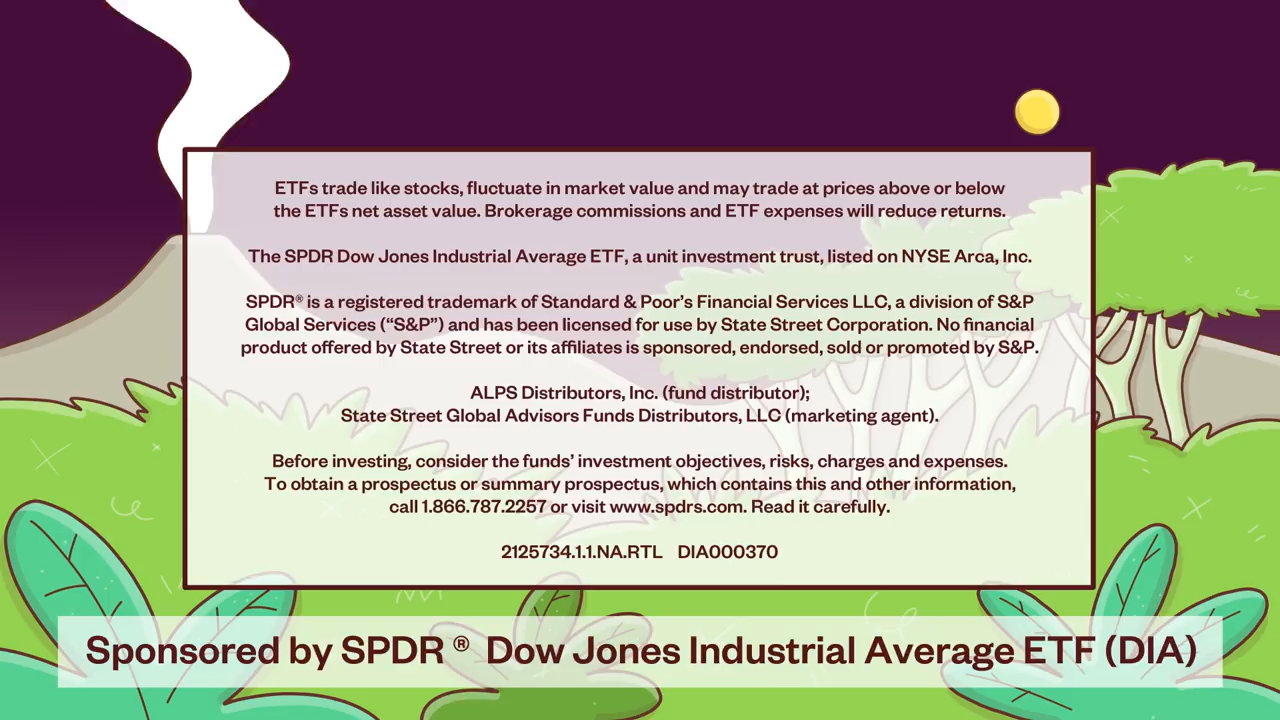 ETFs trade like stocks, fluctuate in market value and may trade at prices above or below
the ETFs net asset value. Brokerage commissions and ETF expenses will reduce returns.
The SPDR Dow Jones Industrial Average ETF, a unit investment trust, listed on NYSE Arca, Inc.
SPDR® is a registered trademark of Standard & Poor’s Financial Services LLC, a division of S&P
Global Services (“S&P”) and has been licensed for use by State Street Corporation. No financial
product offered by State Street or its affiliates is sponsored, endorsed, sold or promoted by S&P.
ALPS Distributors, Inc. (fund distributor);
State Street Global Advisors Funds Distributors, LLC (marketing agent).
Before investing, consider the funds’ investment objectives, risks, charges and expenses.
To obtain a prospectus or summary prospectus, which contains this and other information,
call 1.866.787.2257 or visit www.spdrs.com. Read it carefully.
2125734.1.1.NA.RTL DIA000370
Sponsored by SPDR ® Dow Jones Industrial Average ETF (DIA)